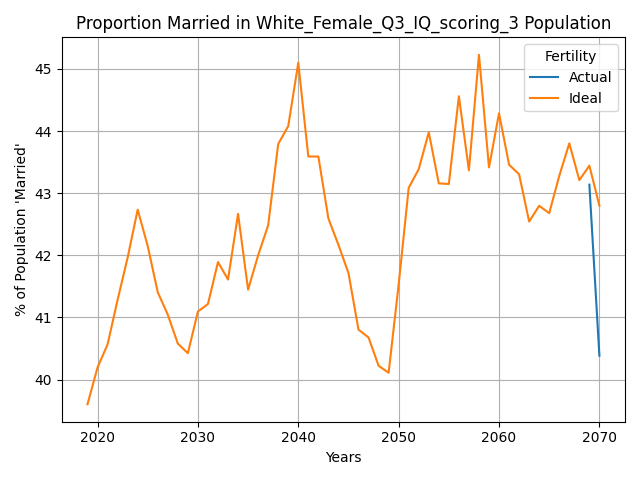 Proportion Married in White_Female_Q3_IQ_scoring_3 Population
% of Population 'Married'
45
44
43
42
41
40
Fertility
Actual
Ideal
2020 2030 2040 2050 2060 2070
Years